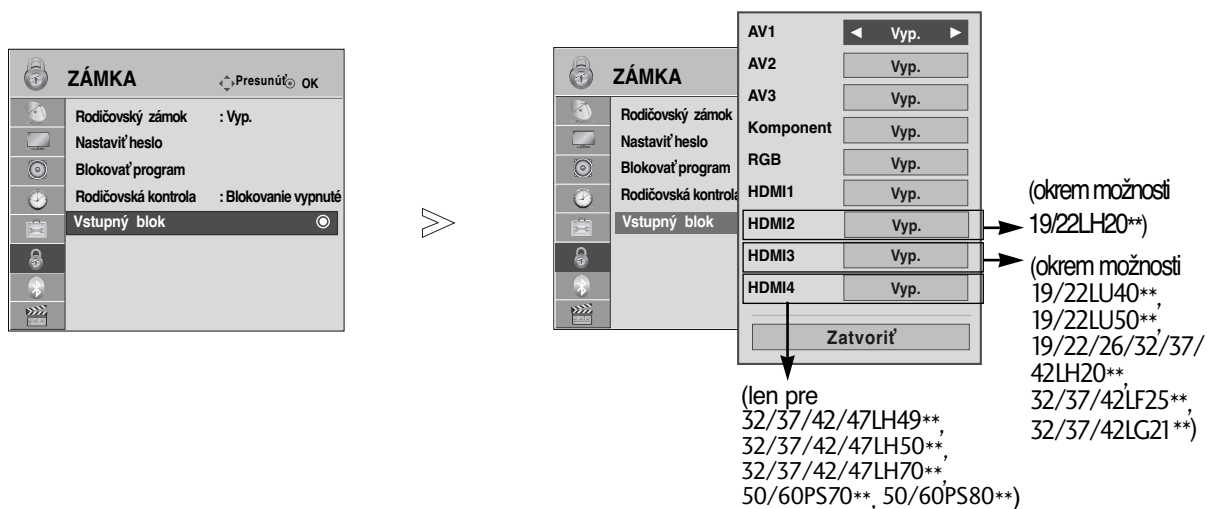 ZÁMKA
Presunúť OK
Rodičovský zámok : Vyp.
Nastaviť heslo
Blokovať program
Rodičovská kontrola : Blokovanie vypnuté
Vstupný blok
ZÁMKA
Rodičovský zámok
Nastaviť heslo
Blokovať program
Rodičovská kontrola
Vstupný blok
AV1 ◄ Vyp. ►
AV2 Vyp.
AV3 Vyp.
Komponent Vyp.
RGB Vyp.
HDMI1 Vyp.
HDMI2 Vyp.
HDMI3 Vyp.
HDMI4 Vyp.
Zatvoriť
(okrem možnosti
19/22LH20**)
(okrem možnosti
19/22LU40**,
19/22LU50**,
19/22/26/32/37/
42LH20**,
32/37/42LF25**,
32/37/42LG21**)
(len pre
32/37/42/47LH49**,
32/37/42/47LH50**,
32/37/42/47LH70**,
50/60PS70**, 50/60PS80**)